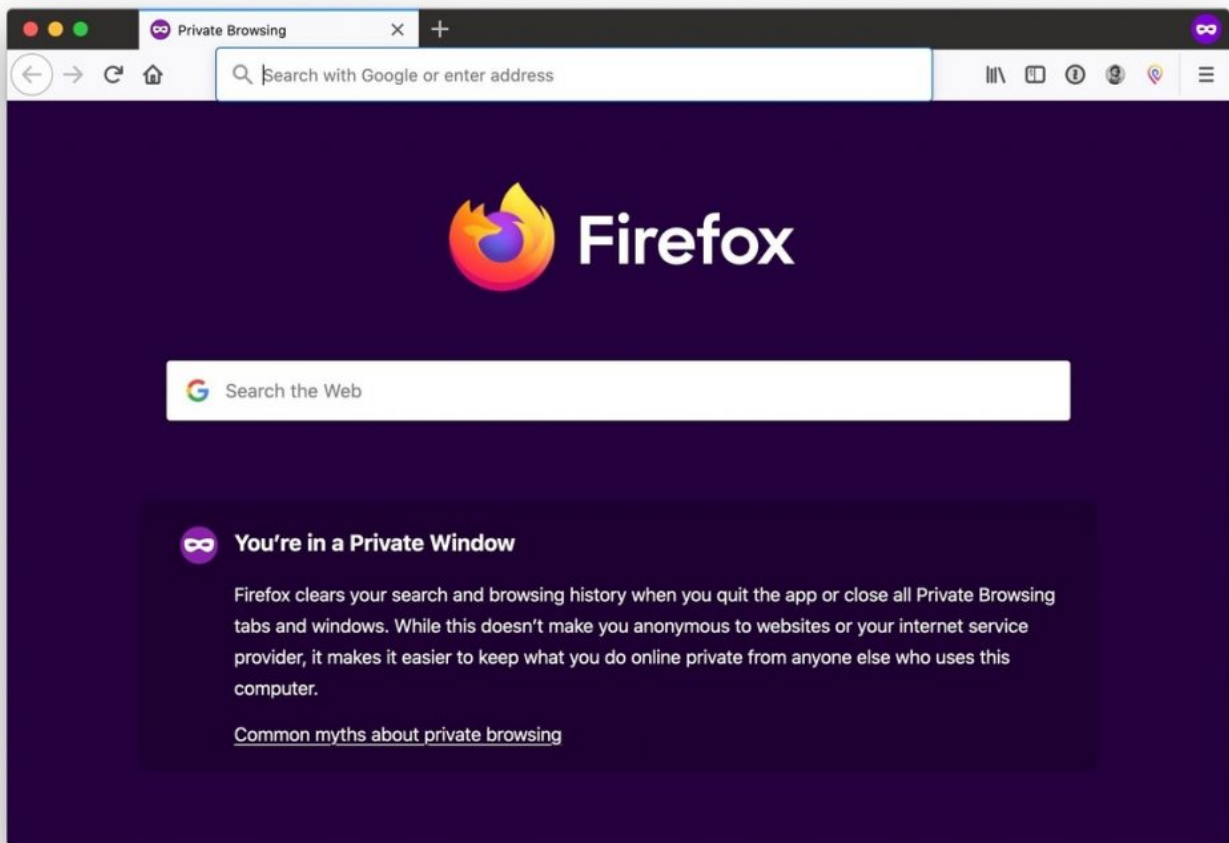 Private Browsing
Search with Google or enter address
Firefox
Search the Web
You’re in a Private Window
Firefox clears your search and browsing history when you quit the app or close all Private Browsing
tabs and windows. While this doesn’t make you anonymous to websites or your internet service
provider, it makes it easier to keep what you do online private from anyone else who uses this
computer.
Common myths about private browsing